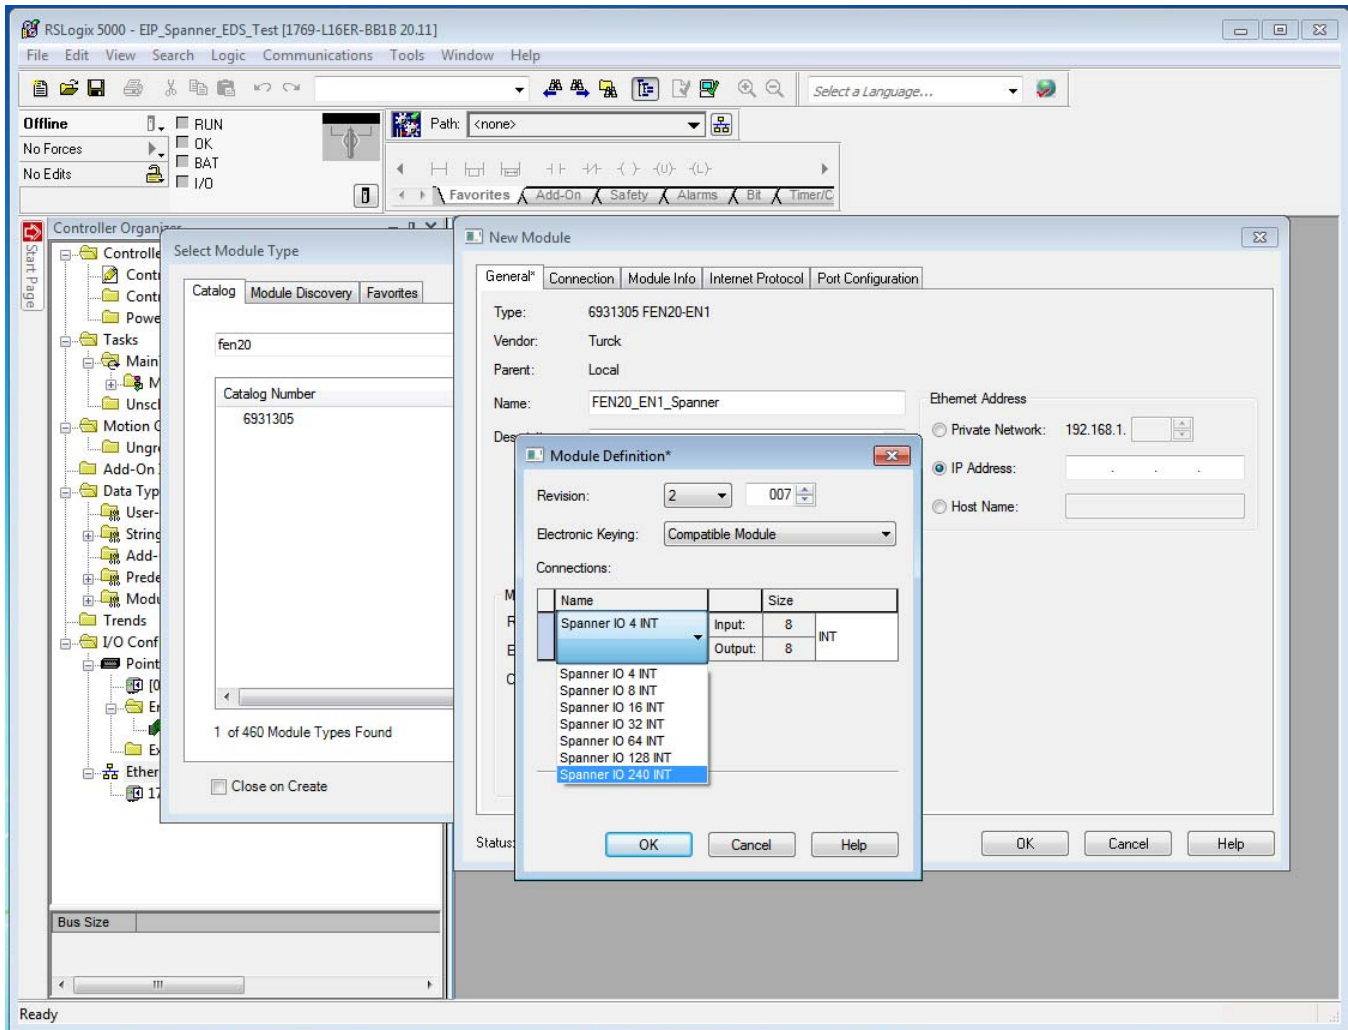 RSLogix 5000 - EIP_Spanner_EDS_Test [1769-L16ER-BB1B 20.11]
File Edit View Search Logic Communications Tools Window Help
Select a Language...
Offline
RUN
No Forces
OK
No Edits
BAT
I/O
Path: <none>
Favorites Add-On Safety Alarms Bit Timer/C
Start Page
Controller Organizer
Controlle
Conti
Conti
Powe
Tasks
Main
M
Unscl
Motion G
Ungr
Add-On
Data Typ
User-
String
Add-
Prede
Modu
Trends
I/O Conf
Point
[0
Er
Ex
Ether
17
Bus Size
Select Module Type
Catalog Module Discovery Favorites
fen20
Catalog Number
6931305
1 of 460 Module Types Found
Close on Create
New Module
General* Connection Module Info Internet Protocol Port Configuration
Type: 6931305 FEN20-EN1
Vendor: Turck
Parent: Local
Name: FEN20_EN1_Spanner
Ethernet Address
Private Network: 192.168.1.
IP Address: . . .
Host Name:
Module Definition*
Revision: 2 007
Electronic Keying: Compatible Module
Connections:
Name Size
Spanner IO 4 INT Input: 8 INT
Output: 8
Spanner IO 4 INT
Spanner IO 8 INT
Spanner IO 16 INT
Spanner IO 32 INT
Spanner IO 64 INT
Spanner IO 128 INT
Spanner IO 240 INT
OK Cancel Help
Status:
OK Cancel Help
Ready